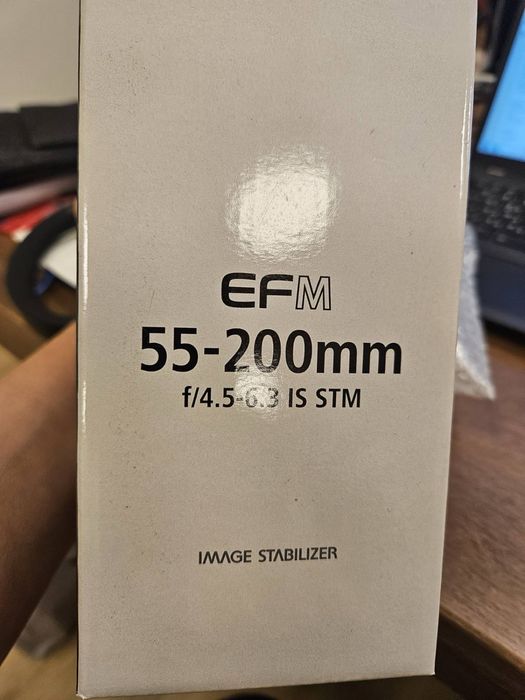 EFM
55-200mm
f/4.5-6.3 IS STM
IMAGE STABILIZER